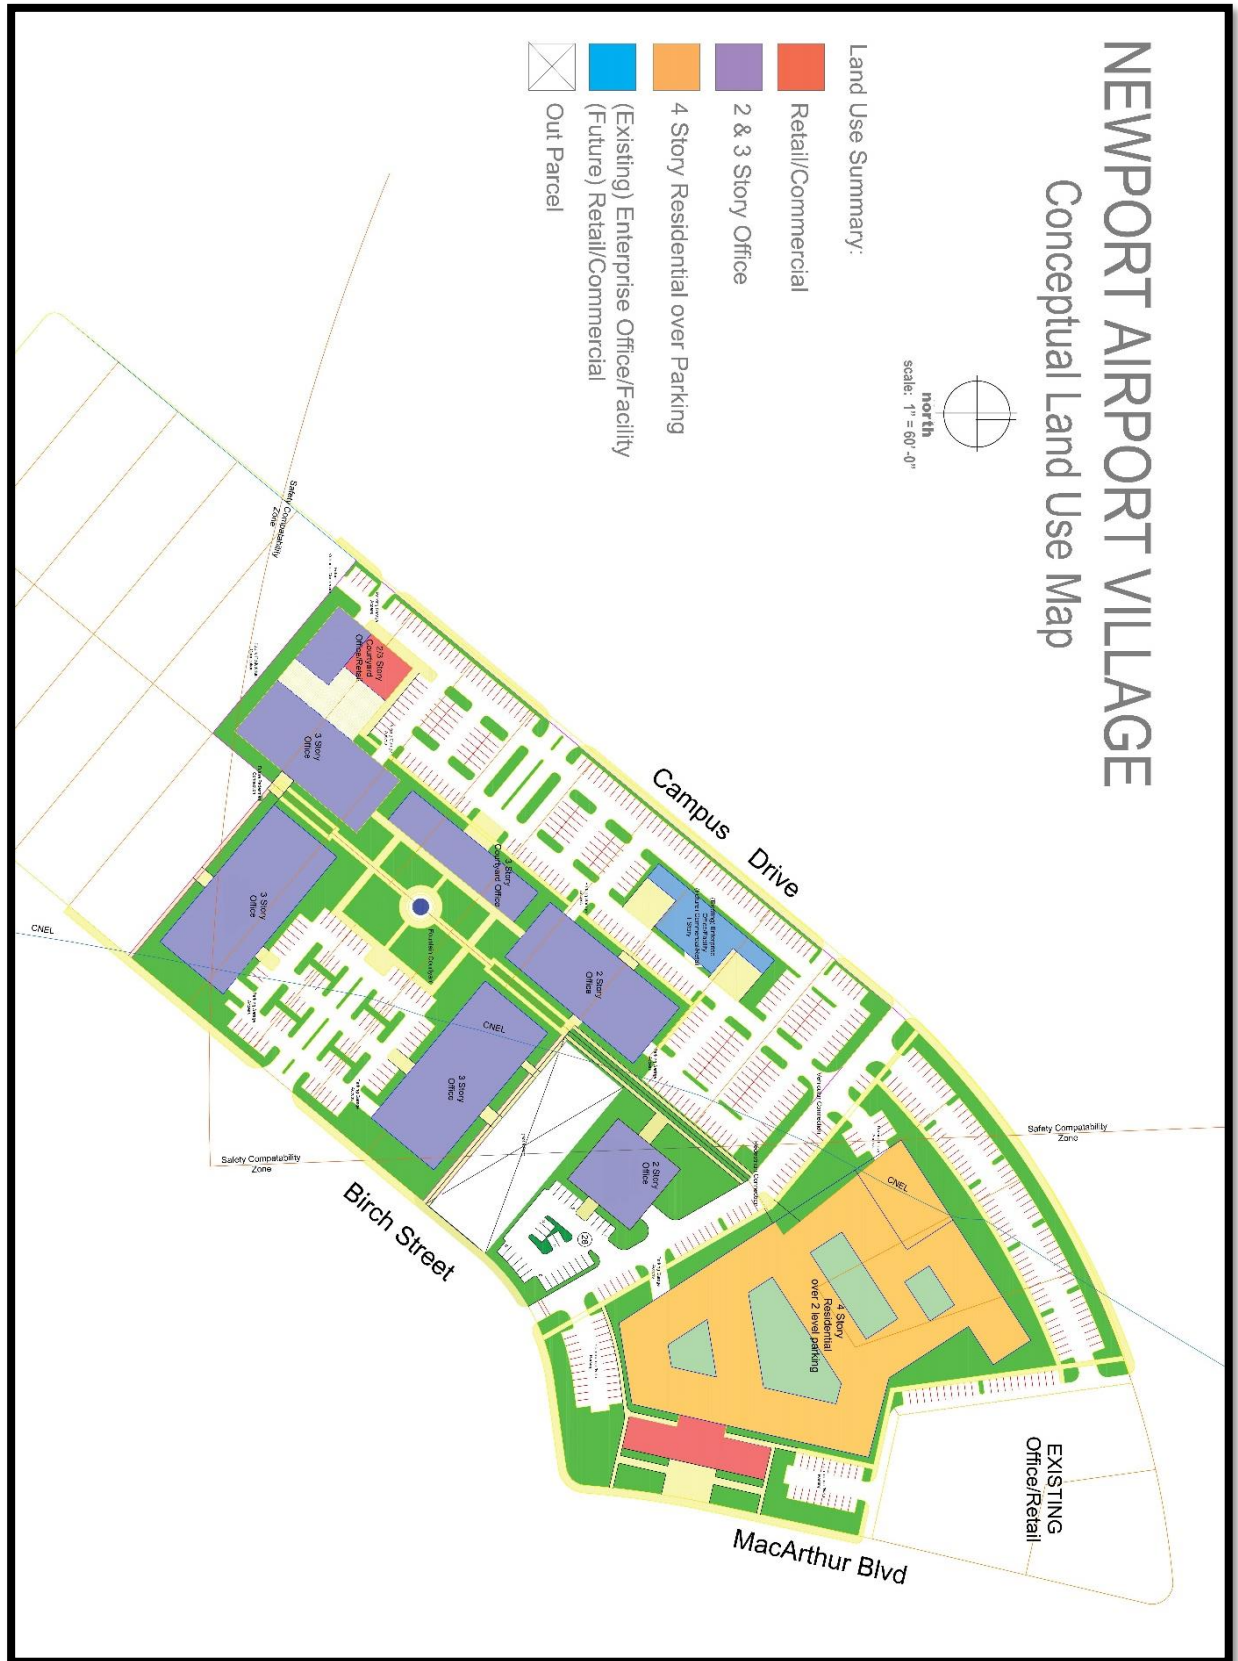 NEWPORT AIRPORT VILLAGE
Conceptual Land Use Map
north
scale: 1" = 60'-0"
Land Use Summary:
Retail/Commercial
2 & 3 Story Office
4 Story Residential over Parking
(Existing) Enterprise Office/Facility
(Future) Retail/Commercial
Out Parcel
Campus Drive
Birch Street
MacArthur Blvd
EXISTING
Office/Retail
Safety Compatability
Zone
Safety Compatability
Zone
Safety Compatability
Zone
CNEL
CNEL
CNEL
2/3 Story
Courtyard
Office/Retail
3 Story
Office
3 Story
Office
3 Story
Courtyard Office
Fountain Courtyard
2 Story
Office
3 Story
Office
2 Story
Office
4 Story
Residential
over 2 level parking